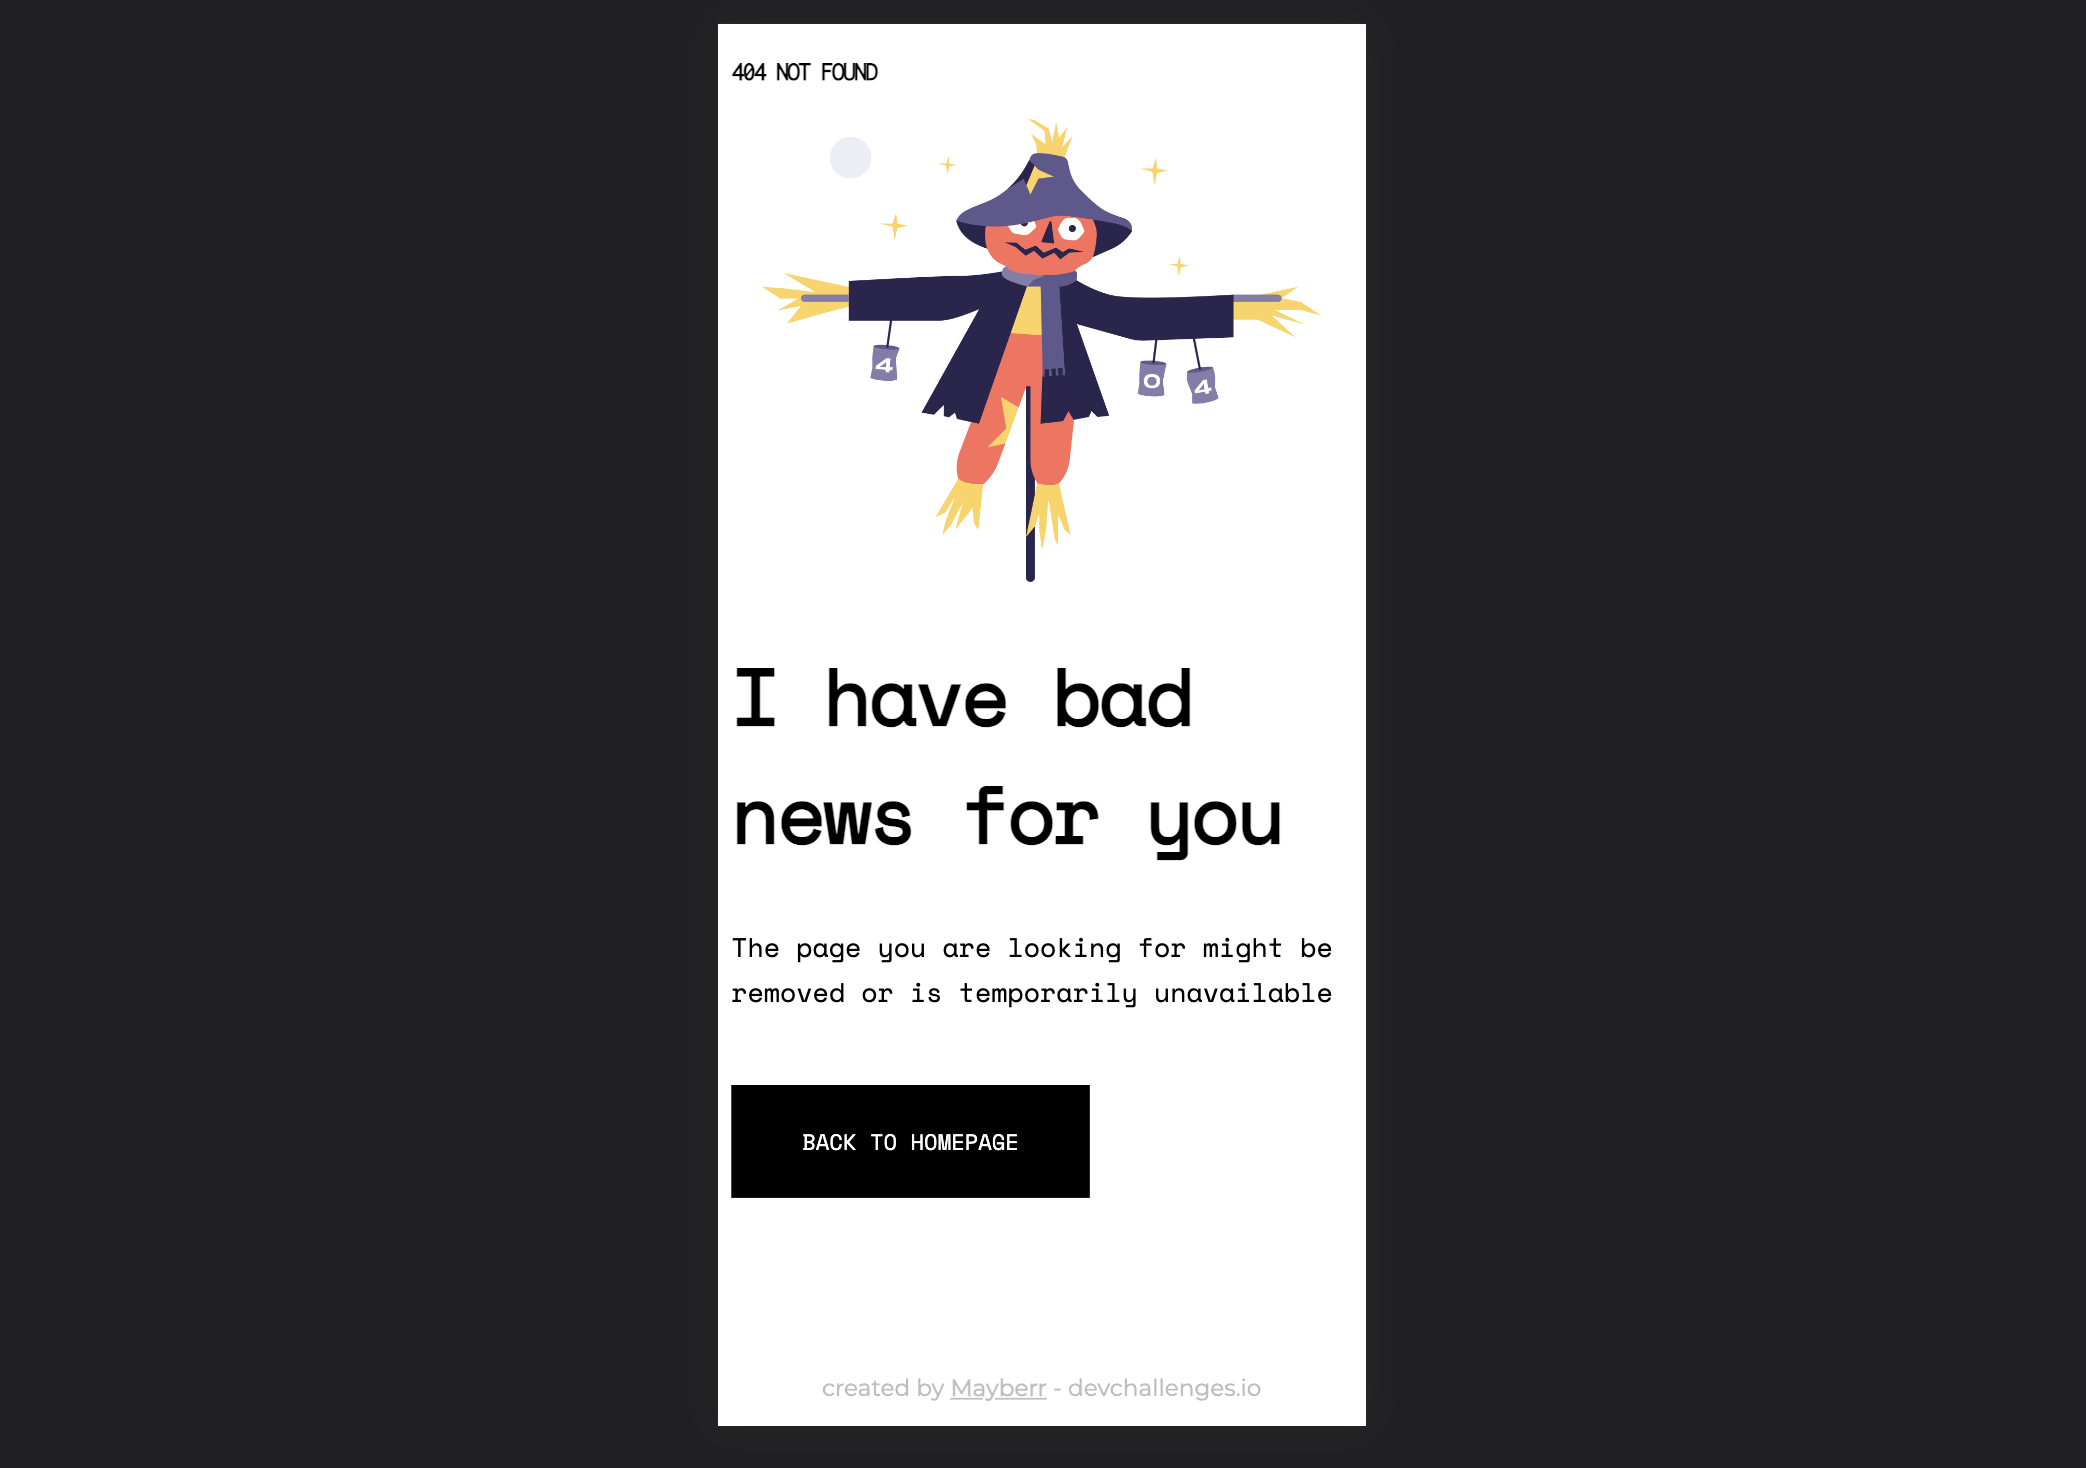 404 NOT FOUND
4
0 4
I have bad
news for you
The page you are looking for might be
removed or is temporarily unavailable
BACK TO HOMEPAGE
created by Mayberr - devchallenges.io